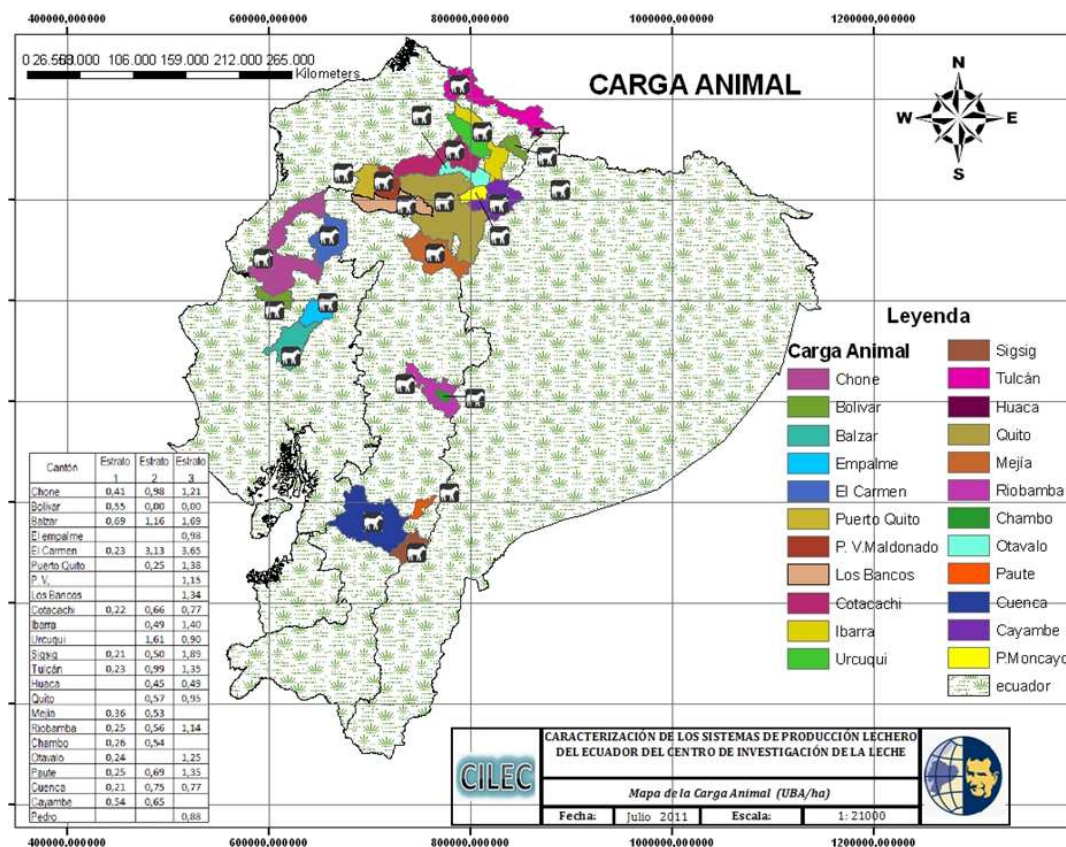 400000,000000 600000,000000 800000,000000 1000000,000000 1200000,000000
106.000 159.000 212.000 265.000
Kilometers
CARGA ANIMAL
N
W E
S
Leyenda
Carga Animal
Chone
Bolivar
Balzar
Empalme
El Carmen
Puerto Quito
P. V.Maldonado
Los Bancos
Cotacachi
Ibarra
Urcuqui
Sigsig
Tulcán
Huaca
Quito
Mejía
Riobamba
Chambo
Otavalo
Paute
Cuenca
Cayambe
P.Moncayo
ecuador
Cantón Estrato 1 Estrato 2 Estrato 3
Chone 0,41 0,98 1,21
Bolivar 0,55 0,00 0,00
Balzar 0,69 1,16 1,69
El empalme 0,98
El Carmen 0,23 3,13 3,65
Puerto Quito 0,25 1,38
P. V. 1,15
Los Bancos 1,34
Cotacachi 0,22 0,66 0,77
Ibarra 0,49 1,40
Urcuqui 1,61 0,90
Sigsig 0,21 0,50 1,89
Tulcán 0,23 0,99 1,35
Huaca 0,45 0,49
Quito 0,57 0,95
Mejía 0,36 0,53
Riobamba 0,25 0,56 1,14
Chambo 0,26 0,54
Otavalo 0,24 1,25
Paute 0,25 0,69 1,35
Cuenca 0,21 0,75 0,77
Cayambe 0,54 0,65
Pedro 0,88
CILEC
CARACTERIZACIÓN DE LOS SISTEMAS DE PRODUCCIÓN LECHERO
DEL ECUADOR DEL CENTRO DE INVESTIGACIÓN DE LA LECHE
Mapa de la Carga Animal (UBA/ha)
Fecha: Julio 2011 Escala: 1: 21000
400000,000000 600000,000000 800000,000000 1000000,000000 1200000,000000